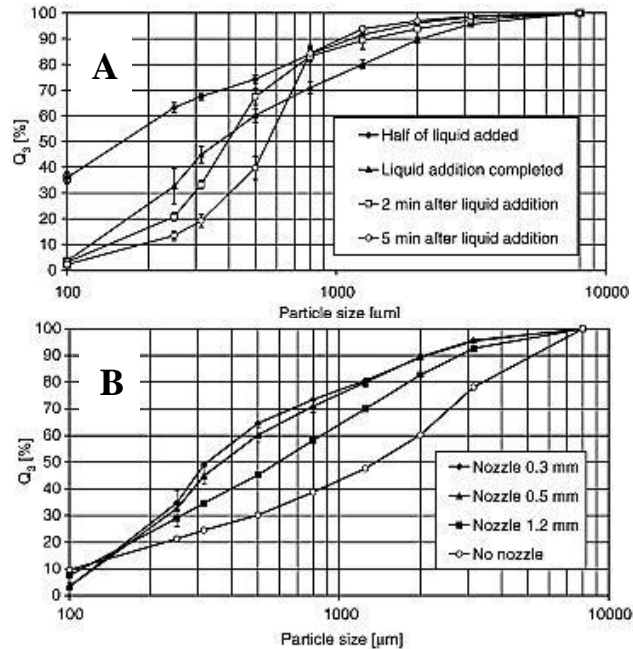 100
90
80
70
60
50
40
30
20
10
0
Q3 [%]
A
Half of liquid added
Liquid addition completed
2 min after liquid addition
5 min after liquid addition
100
1000
10000
Particle size [µm]
100
90
80
70
60
50
40
30
20
10
0
Q3 [%]
B
Nozzle 0.3 mm
Nozzle 0.5 mm
Nozzle 1.2 mm
No nozzle
100
1000
10000
Particle size [µm]